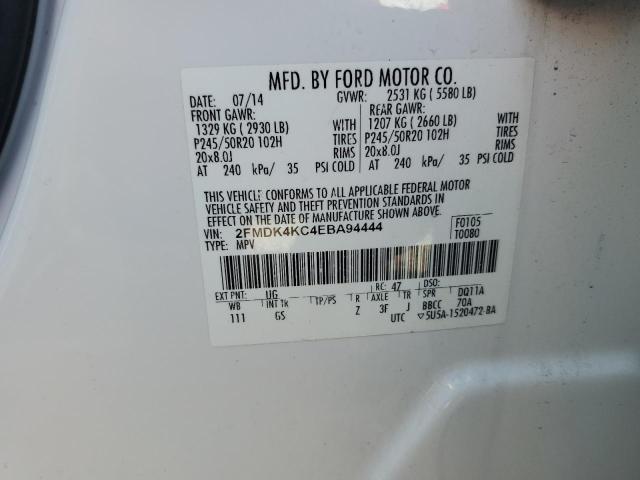 MFD. BY FORD MOTOR CO.
DATE: 07/14 GVWR: 2531 KG ( 5580 LB)
FRONT GAWR: REAR GAWR:
1329 KG ( 2930 LB) WITH 1207 KG ( 2660 LB) WITH
P245/50R20 102H TIRES P245/50R20 102H TIRES
20x8.0J RIMS 20x8.0J RIMS
AT 240 kPa/ 35 PSI COLD AT 240 kPa/ 35 PSI COLD
THIS VEHICLE CONFORMS TO ALL APPLICABLE FEDERAL MOTOR
VEHICLE SAFETY AND THEFT PREVENTION STANDARDS IN
EFFECT ON THE DATE OF MANUFACTURE SHOWN ABOVE.
VIN: 2FMDK4KC4EBA94444 F0105
TYPE: MPV T0080
EXT PNT: UG RC: 47 DSO:
WB INT TR TP/PS R AXLE TR SPR DQ11A
111 GS Z 3F J BBCC 70A
UTC 5U5A-1520472-BA